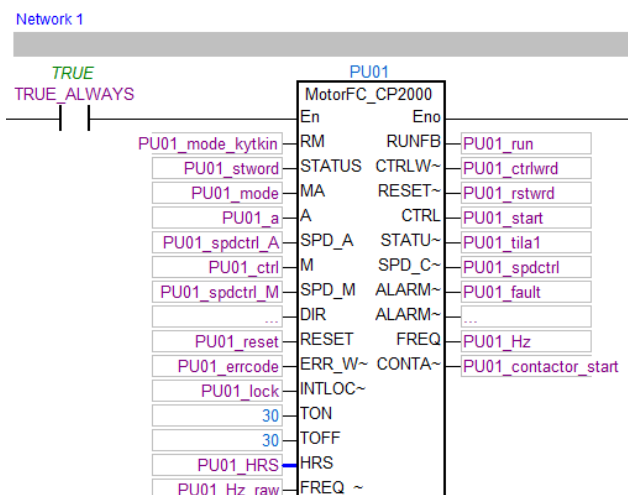 Network 1
TRUE PU01
TRUE_ALWAYS MotorFC_CP2000
En Eno
PU01_mode_kytkin RM RUNFB PU01_run
PU01_stword STATUS CTRLW~ PU01_ctrlwrd
PU01_mode MA RESET~ PU01_rstwrd
PU01_a A CTRL PU01_start
PU01_spdctrl_A SPD_A STATU~ PU01_tila1
PU01_ctrl M SPD_C~ PU01_spdctrl
PU01_spdctrl_M SPD_M ALARM~ PU01_fault
... DIR ALARM~ ...
PU01_reset RESET FREQ PU01_Hz
PU01_errcode ERR_W~ CONTA~ PU01_contactor_start
PU01_lock INTLOC~
30 TON
30 TOFF
PU01_HRS HRS
PU01_Hz_raw FREQ_~